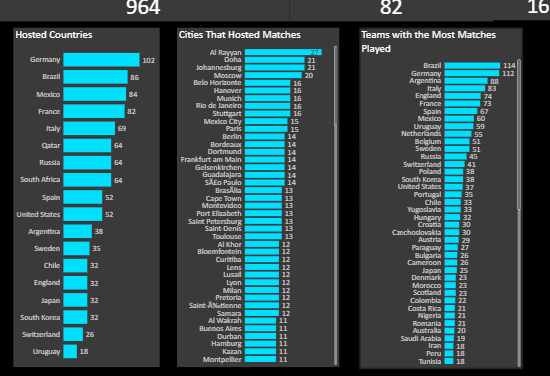 964
82
16
Hosted Countries
Germany 102
Brazil 86
Mexico 84
France 82
Italy 69
Qatar 64
Russia 64
South Africa 64
Spain 52
United States 52
Argentina 38
Sweden 35
Chile 32
England 32
Japan 32
South Korea 32
Switzerland 26
Uruguay 18
Cities That Hosted Matches
Al Rayyan 27
Doha 21
Johannesburg 21
Moscow 20
Belo Horizonte 16
Hanover 16
Munich 16
Rio de Janeiro 16
Stuttgart 16
Mexico City 15
Paris 15
Berlin 14
Bordeaux 14
Dortmund 14
Frankfurt am Main 14
Gelsenkirchen 14
Guadalajara 14
SÃEo Paulo 14
BrasÃlia 13
Cape Town 13
Montevideo 13
Port Elizabeth 13
Saint Petersburg 13
Saint-Denis 13
Toulouse 13
Al Khor 12
Bloemfontein 12
Curitiba 12
Lens 12
Lusail 12
Lyon 12
Milan 12
Pretoria 12
Saint-Ã‰tienne 12
Samara 12
Al Wakrah 11
Buenos Aires 11
Durban 11
Hamburg 11
Kazan 11
Montpellier 11
Teams with the Most Matches
Played
Brazil 114
Germany 112
Argentina 88
Italy 83
England 74
France 73
Spain 67
Mexico 60
Uruguay 59
Netherlands 55
Belgium 51
Sweden 51
Russia 45
Switzerland 41
Poland 38
South Korea 38
United States 37
Portugal 35
Chile 33
Yugoslavia 33
Hungary 32
Croatia 30
Czechoslovakia 30
Austria 29
Paraguay 27
Bulgaria 26
Cameroon 26
Japan 25
Denmark 23
Morocco 23
Scotland 23
Colombia 22
Costa Rica 21
Nigeria 21
Romania 21
Australia 20
Saudi Arabia 19
Iran 18
Peru 18
Tunisia 18